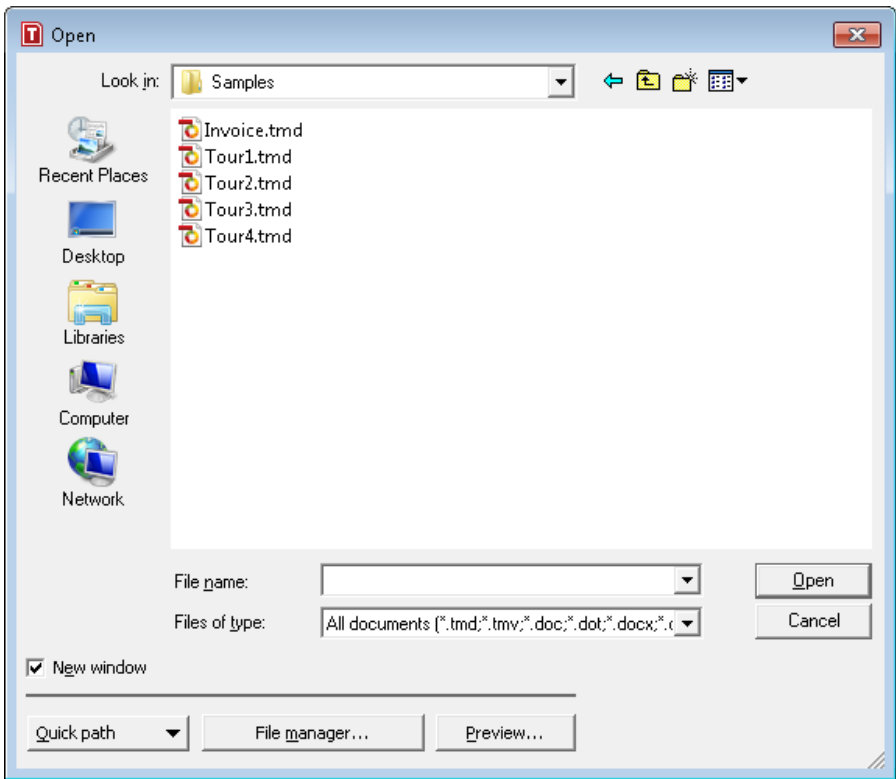 Open
Look in: Samples
Invoice.tmd
Tour1.tmd
Tour2.tmd
Tour3.tmd
Tour4.tmd
Recent Places
Desktop
Libraries
Computer
Network
File name: Open
Files of type: All documents (*.tmd;*.tmv;*.doc;*.dot;*.docx;*. Cancel
New window
Quick path File manager... Preview...